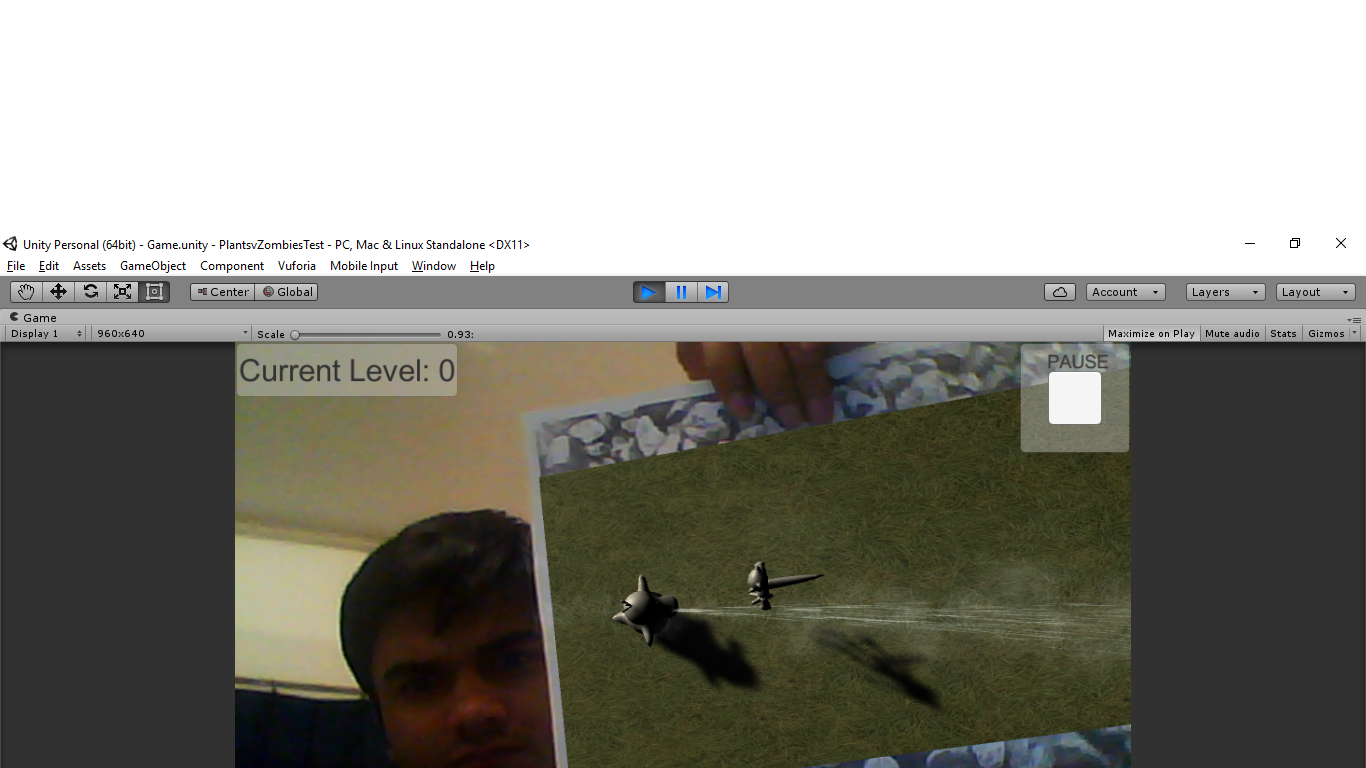 Unity Personal (64bit) - Game.unity - PlantsvZombiesTest - PC, Mac & Linux Standalone <DX11>
File Edit Assets GameObject Component Vuforia Mobile Input Window Help
Center Global Account Layers Layout
Game
Display 1 960x640 Scale 0.93: Maximize on Play Mute audio Stats Gizmos
Current Level: 0
PAUSE